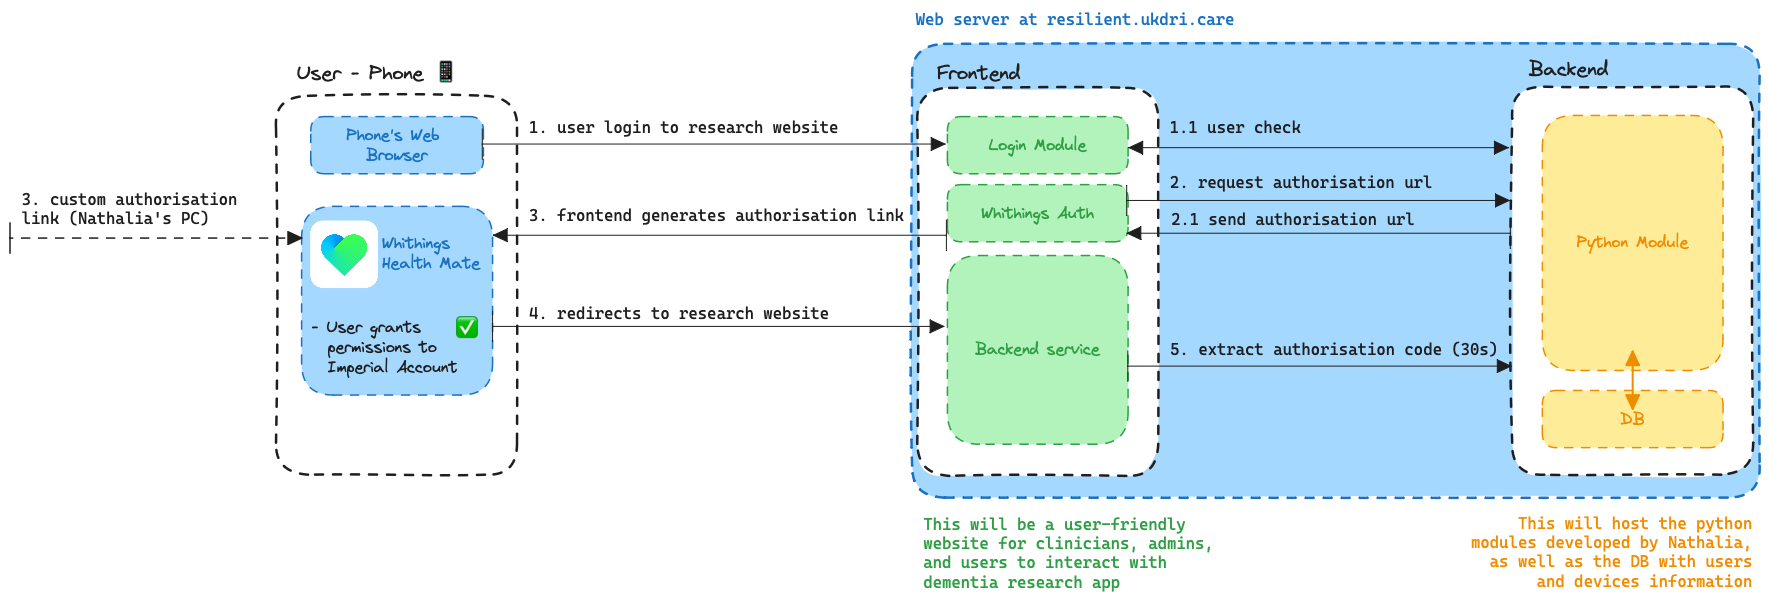 Web server at resilient.ukdri.care
User - Phone
Frontend
Backend
Phone's Web
Browser
1. user login to research website
Login Module
1.1 user check
3. custom authorisation
link (Nathalia's PC)
Whithings
Health Mate
3. frontend generates authorisation link
Whithings Auth
2. request authorisation url
2.1 send authorisation url
Python Module
- User grants
permissions to
Imperial Account
4. redirects to research website
Backend service
5. extract authorisation code (30s)
DB
This will be a user-friendly
website for clinicians, admins,
and users to interact with
dementia research app
This will host the python
modules developed by Nathalia,
as well as the DB with users
and devices information